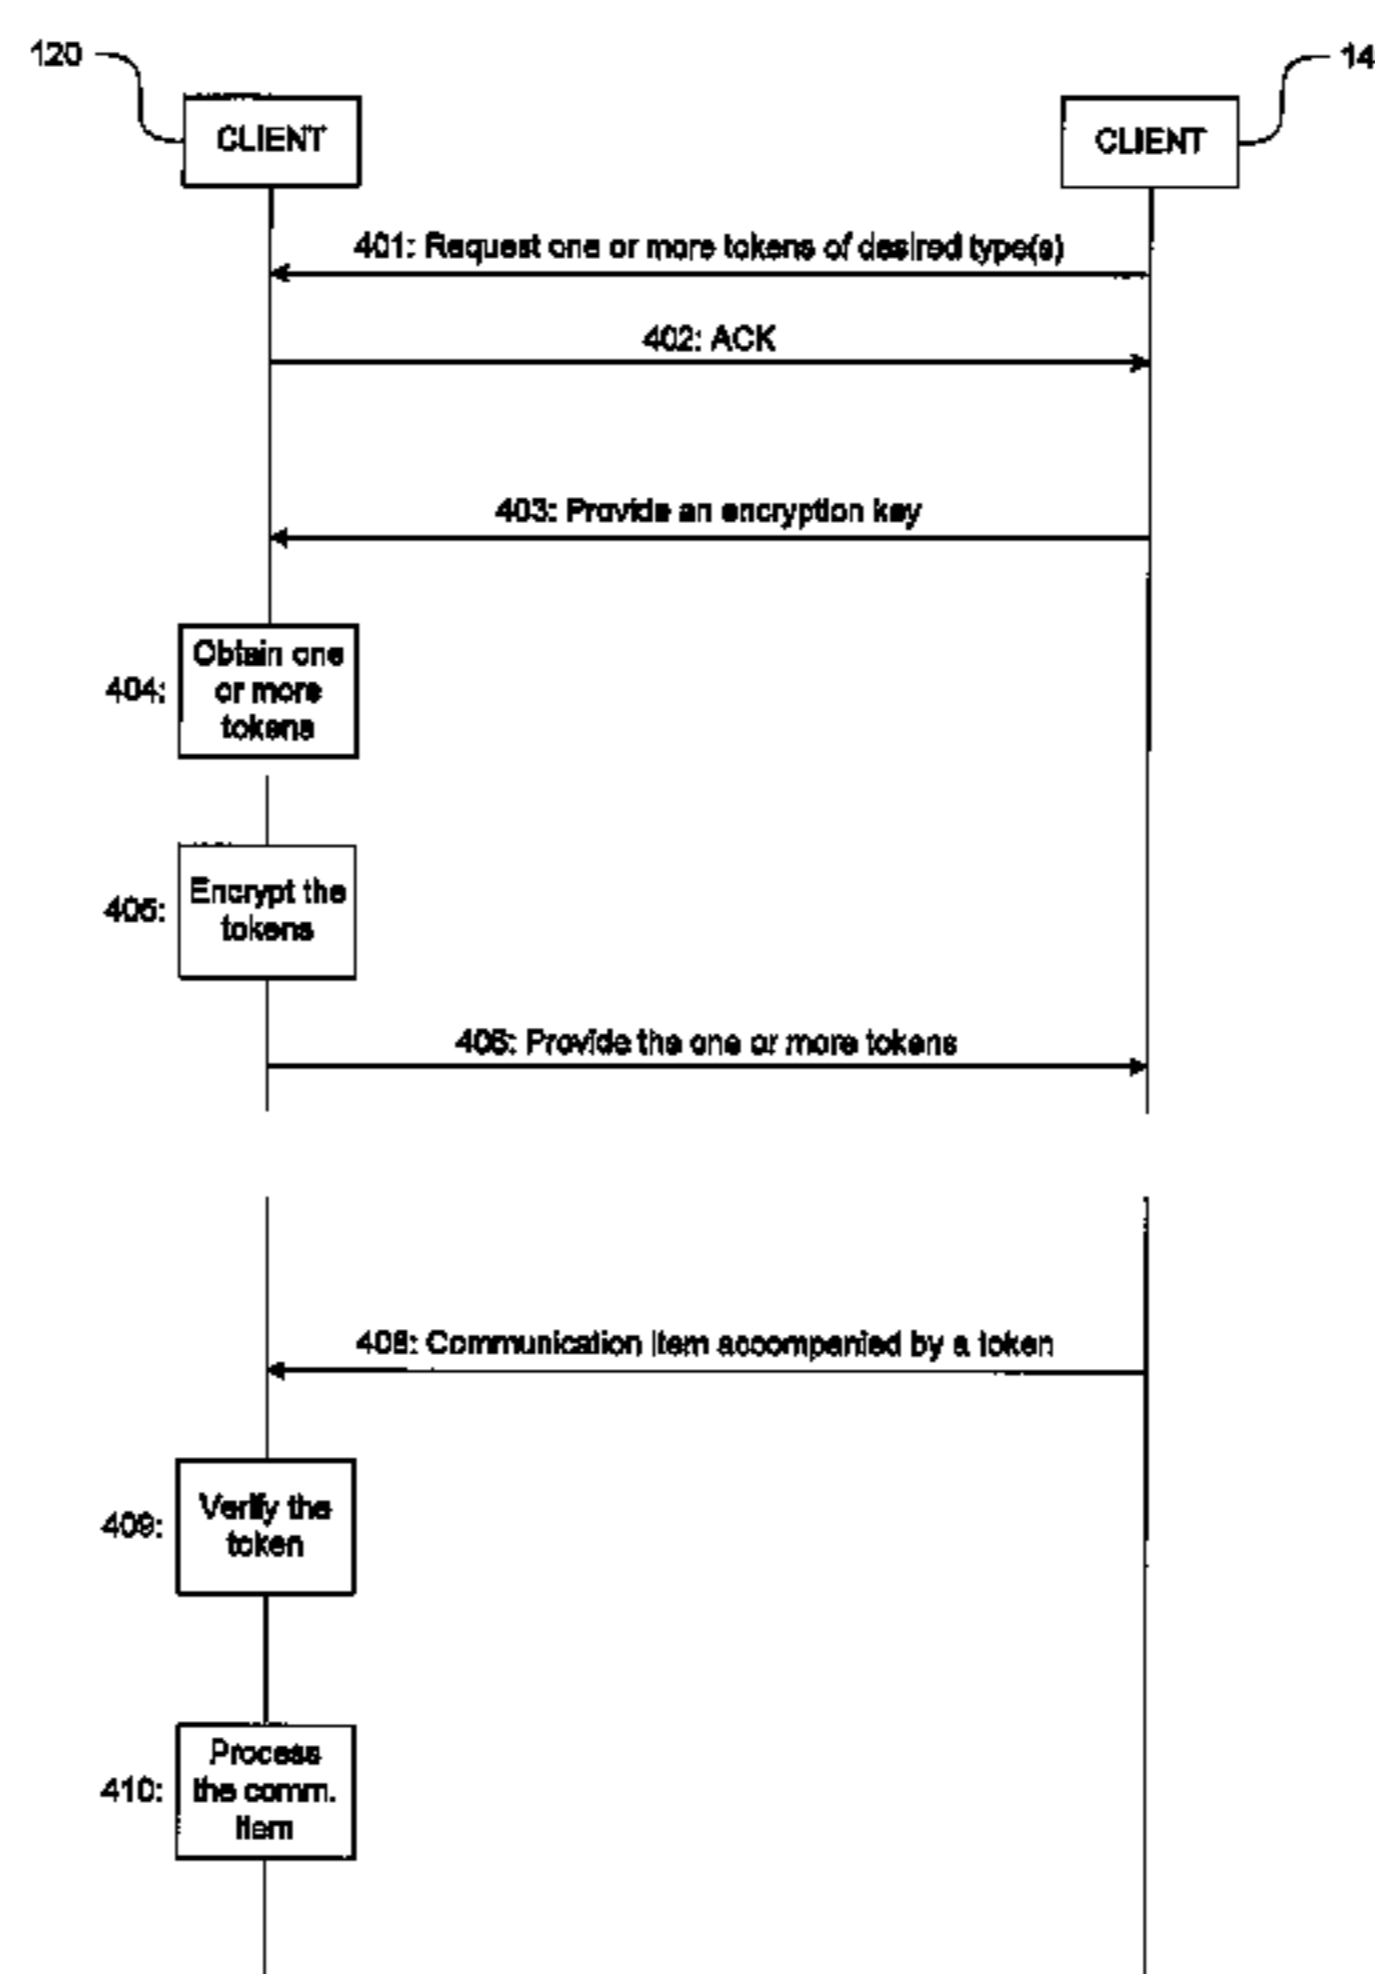 120
14
CLIENT
CLIENT
401: Request one or more tokens of desired type(s)
402: ACK
403: Provide an encryption key
404:
Obtain one
or more
tokens
405:
Encrypt the
tokens
406: Provide the one or more tokens
408: Communication item accompanied by a token
409:
Verify the
token
410:
Process
the comm.
item